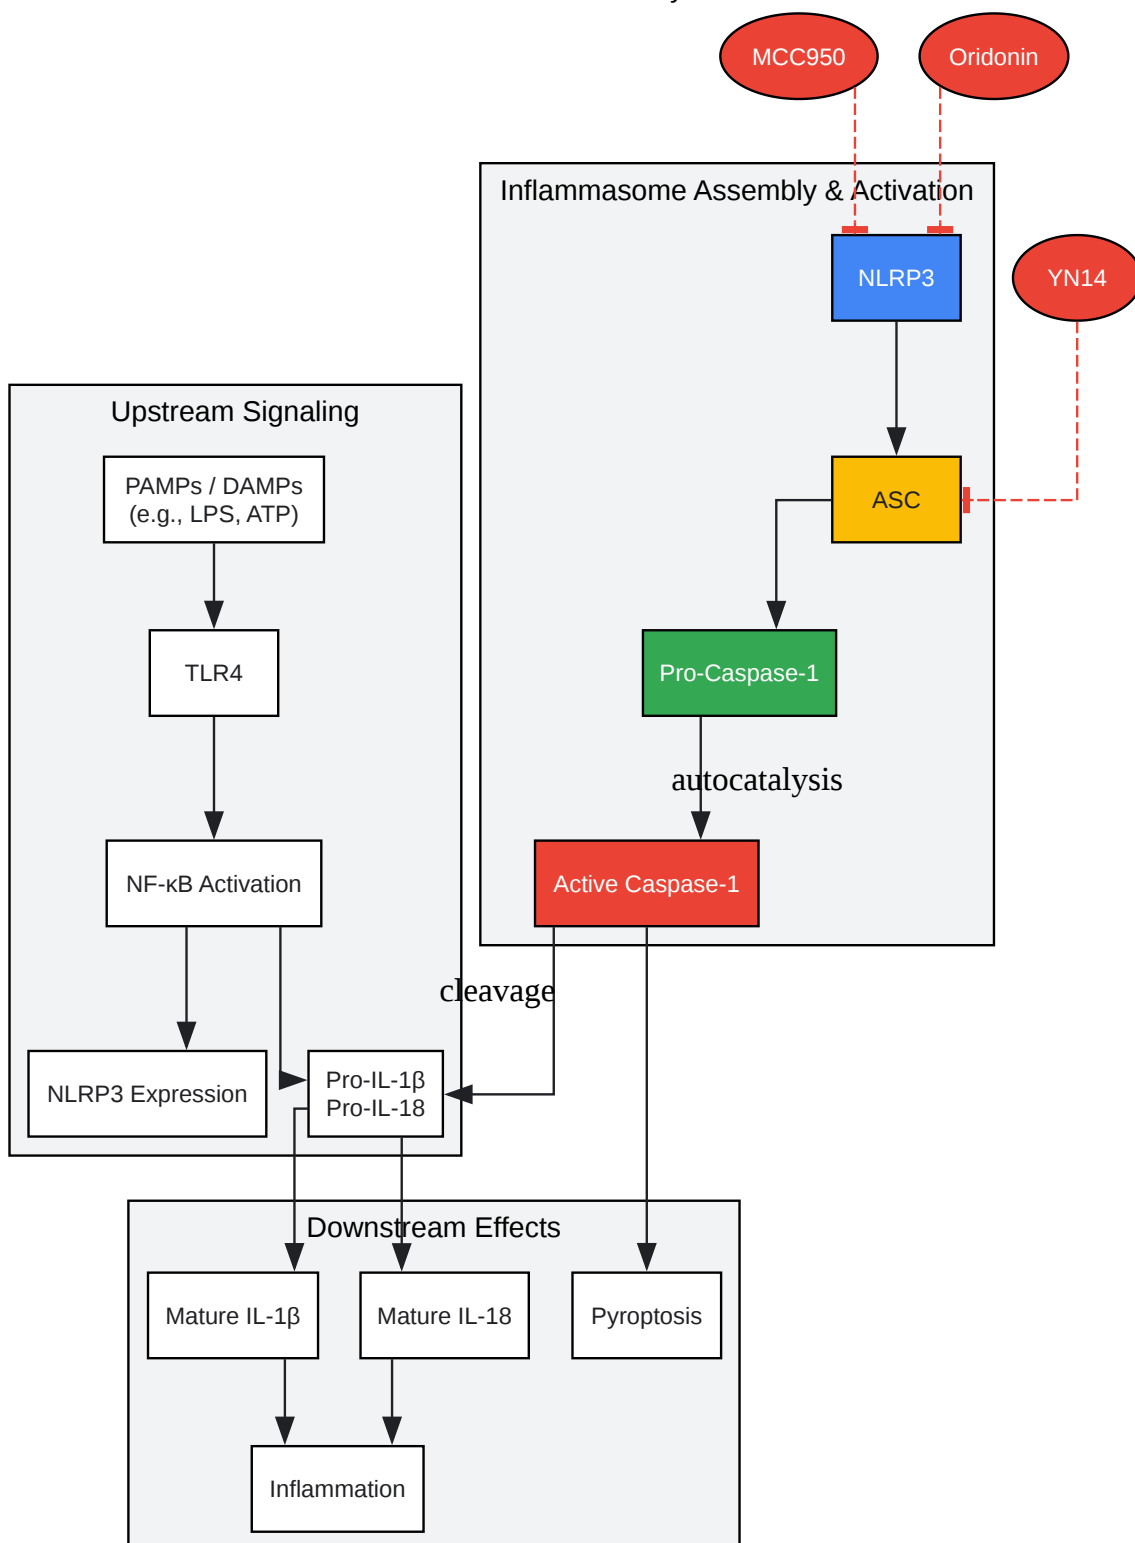 MCC950
Oridonin
Inflammasome Assembly & Activation
NLRP3
YN14
Upstream Signaling
PAMPs / DAMPs
(e.g., LPS, ATP)
ASC
TLR4
Pro-Caspase-1
autocatalysis
NF-κB Activation
Active Caspase-1
cleavage
NLRP3 Expression
Pro-IL-1β
Pro-IL-18
Downstream Effects
Mature IL-1β
Mature IL-18
Pyroptosis
Inflammation